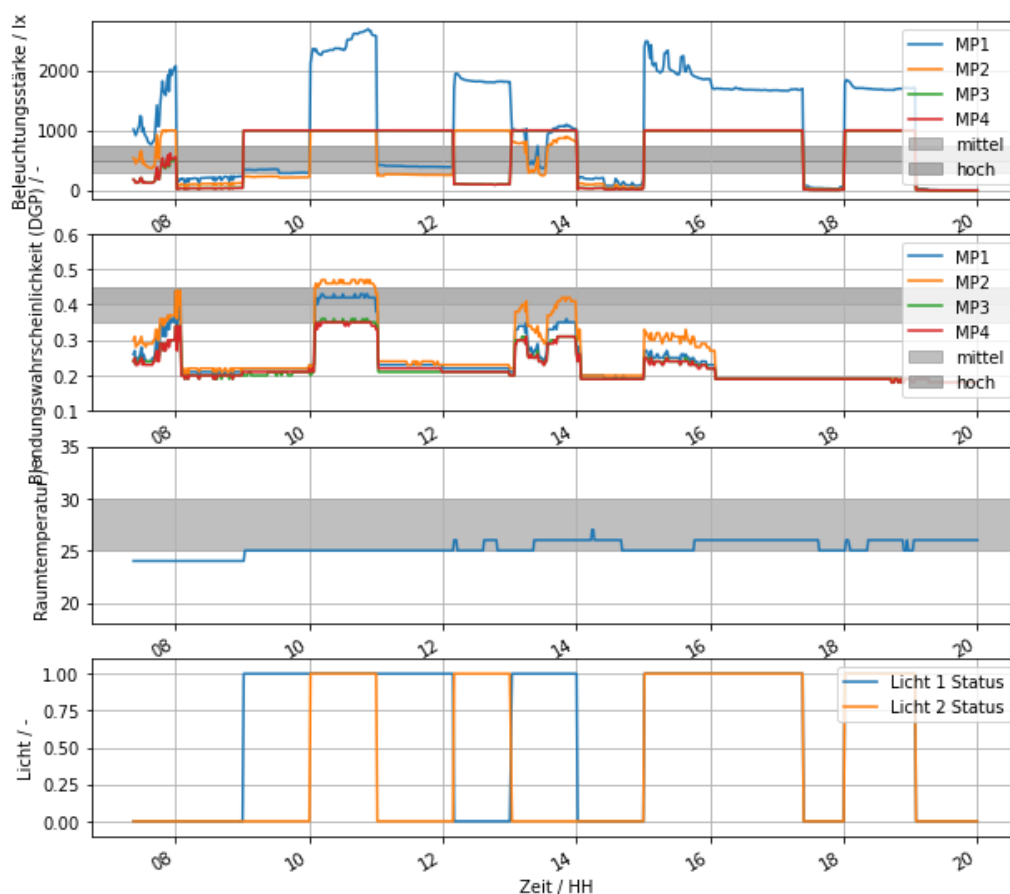 Beleuchtungsstärke / lx
2000
1000
0
MP1
MP2
MP3
MP4
mittel
hoch
08
10
12
14
16
18
20
Blendungswahrscheinlichkeit (DGP) / -
0.6
0.5
0.4
0.3
0.2
0.1
MP1
MP2
MP3
MP4
mittel
hoch
08
10
12
14
16
18
20
Raumtemperatur
35
30
25
20
08
10
12
14
16
18
20
Licht / -
1.00
0.75
0.50
0.25
0.00
Licht 1 Status
Licht 2 Status
08
10
12
14
16
18
20
Zeit / HH